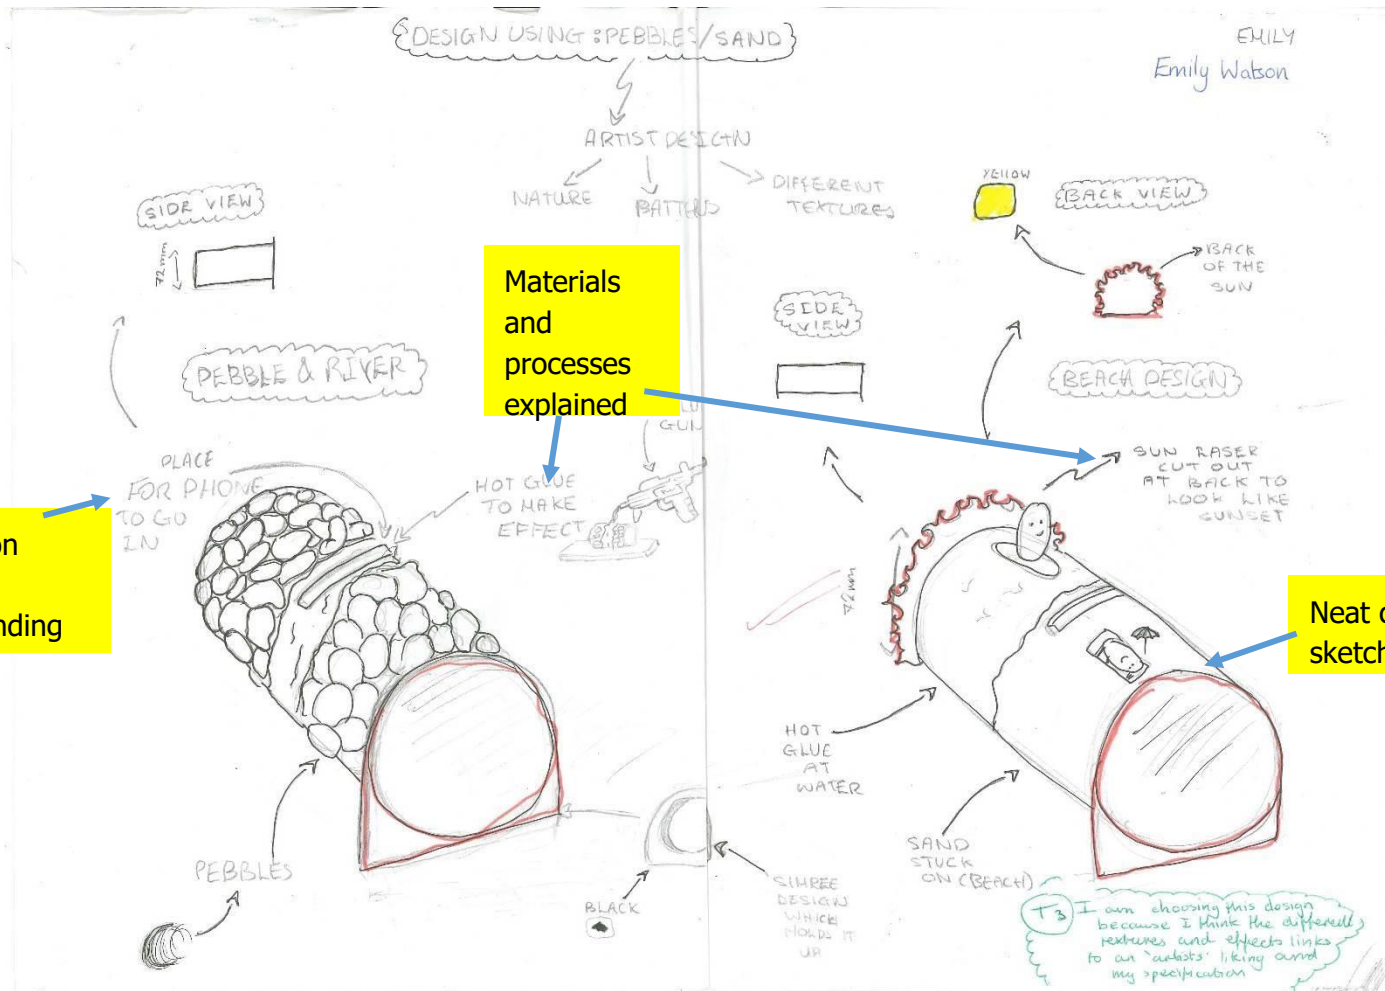 DESIGN USING : PEBBLES/SAND
EMILY
Emily Watson
ARTIST DESIGN
NATURE
BATTENS
DIFFERENT
TEXTURES
SIDE VIEW
72mm
PEBBLE & RIVER
YELLOW
BACK VIEW
BACK
OF THE
SUN
SIDE
VIEW
BEACH DESIGN
Materials
and
processes
explained
GUN
PLACE
FOR PHONE
TO GO
IN
HOT GLUE
TO MAKE
EFFECT
on
nding
SUN LASER
CUT OUT
AT BACK TO
LOOK LIKE
SUNSET
72mm
Neat
sketch
HOT
GLUE
AT
WATER
PEBBLES
BLACK
DESIGN
WHICH
HOLDS IT
UP
SAND
STUCK
ON (BEACH)
T3
I am choosing this design
because I think the different
textures and effects links
to an 'artists' liking and
my specification